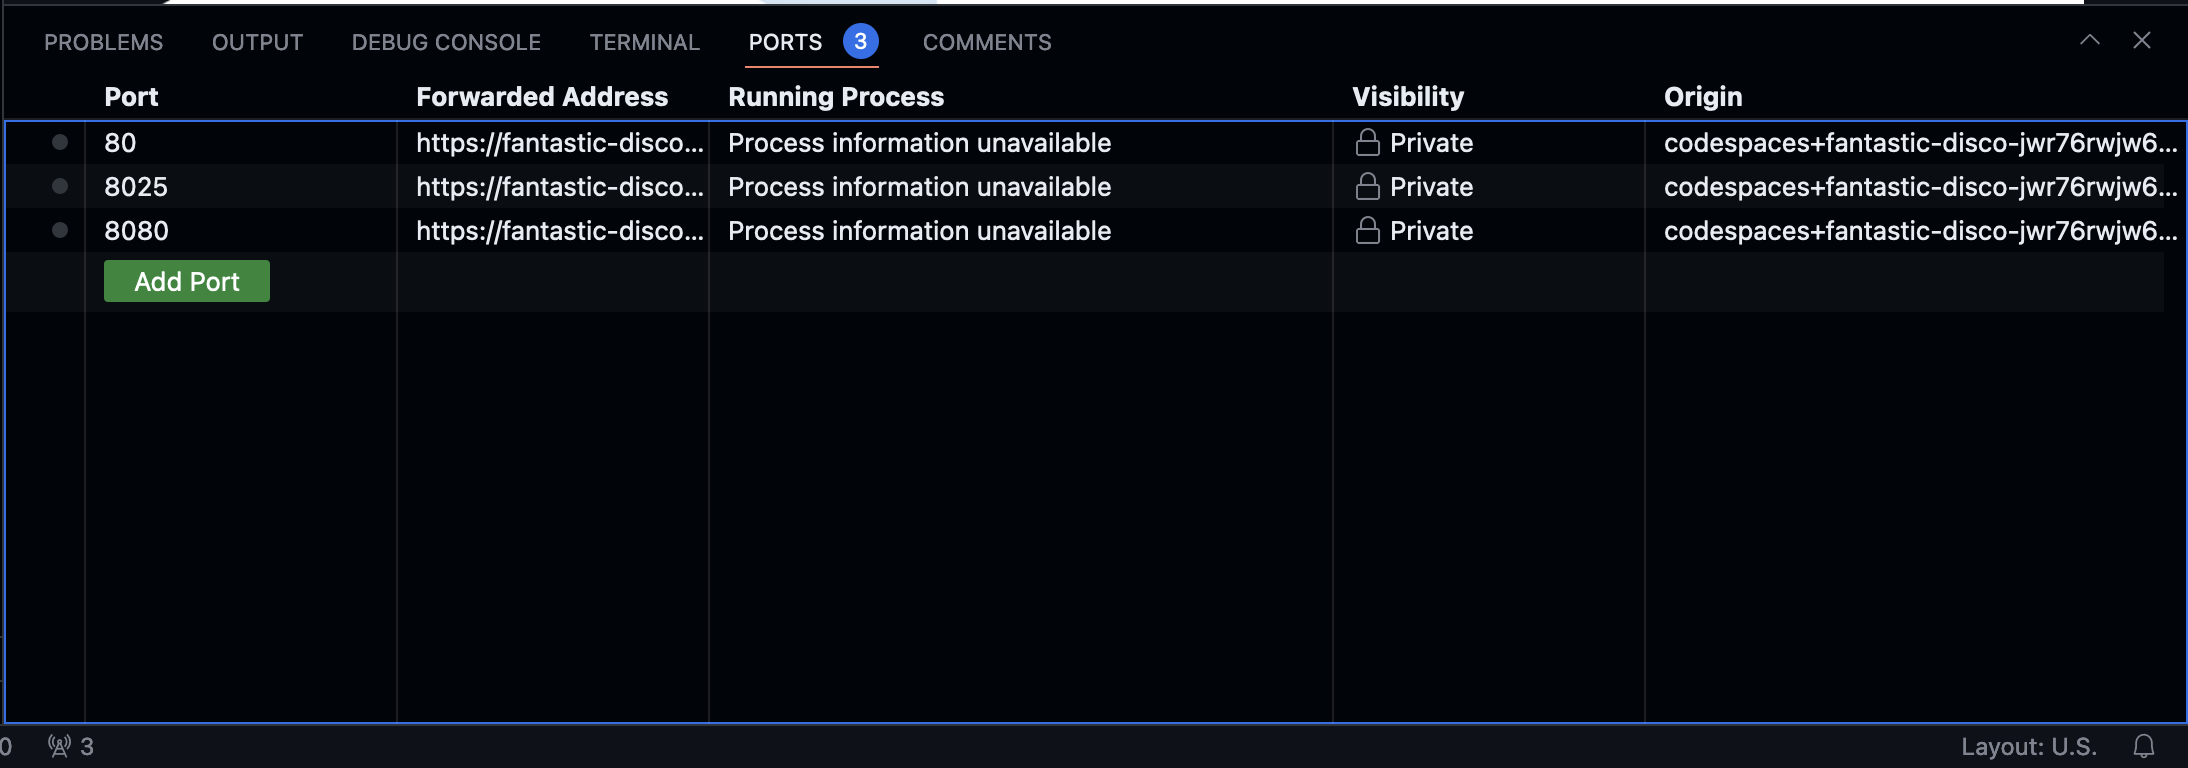 PROBLEMS OUTPUT DEBUG CONSOLE TERMINAL PORTS 3 COMMENTS
Port Forwarded Address Running Process Visibility Origin
80 https://fantastic-disco... Process information unavailable Private codespaces+fantastic-disco-jwr76rwjw6...
8025 https://fantastic-disco... Process information unavailable Private codespaces+fantastic-disco-jwr76rwjw6...
8080 https://fantastic-disco... Process information unavailable Private codespaces+fantastic-disco-jwr76rwjw6...
Add Port
0 3 Layout: U.S.